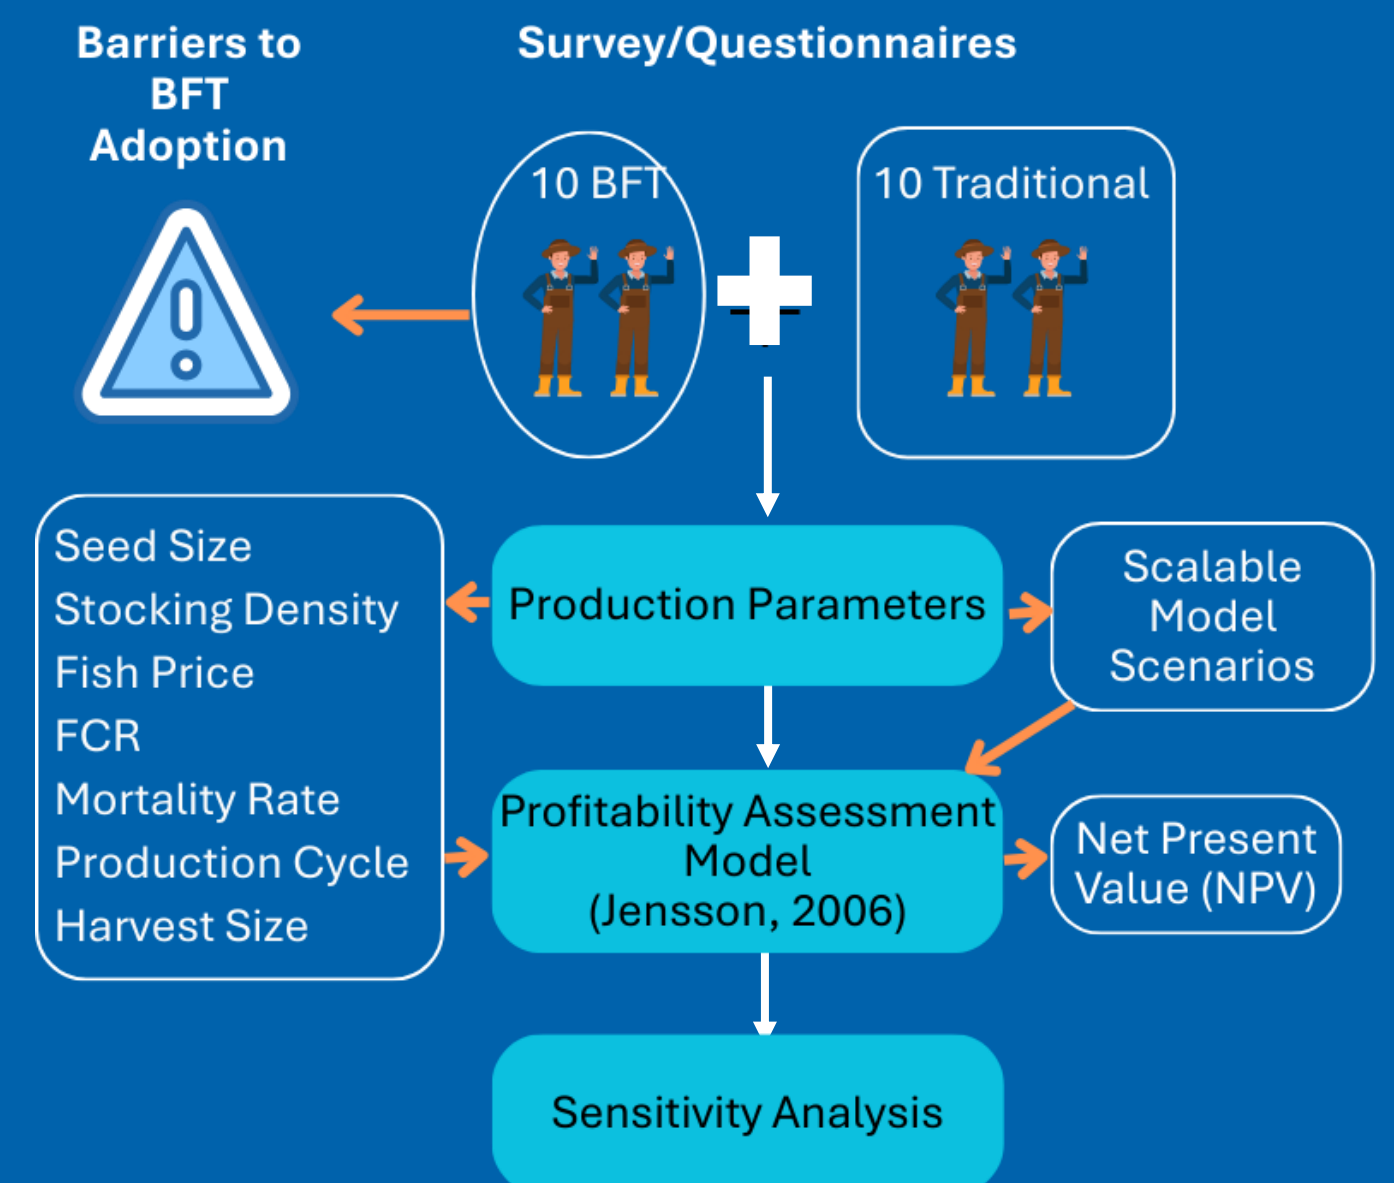 Barriers to
BFT
Adoption
Survey/Questionnaires
10 BFT
10 Traditional
Seed Size
Stocking Density
Fish Price
FCR
Mortality Rate
Production Cycle
Harvest Size
Production Parameters
Scalable
Model
Scenarios
Profitability Assessment
Model
(Jensson, 2006)
Net Present
Value (NPV)
Sensitivity Analysis